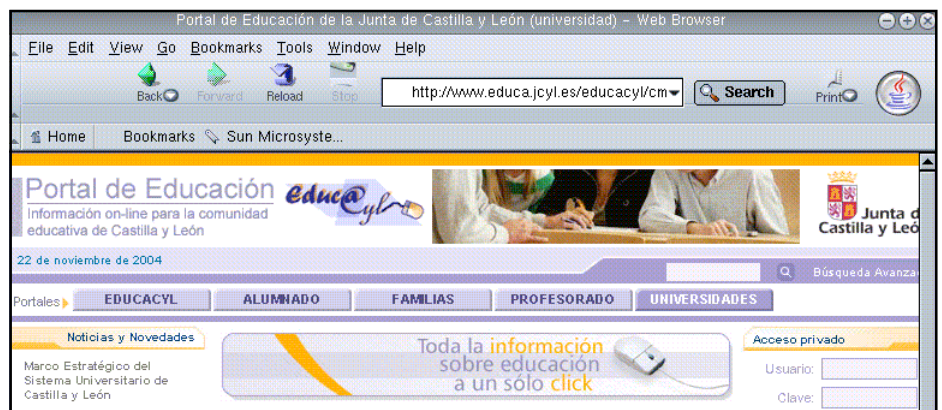 Portal de Educación de la Junta de Castilla y León (universidad) – Web Browser
File Edit View Go Bookmarks Tools Window Help
Back Forward Reload Stop http://www.educa.jcyl.es/educacyl/cm Search Print
Home Bookmarks Sun Microsyste...
Portal de Educación
Información on-line para la comunidad
educativa de Castilla y León
educ@cyl
Junta d
Castilla y Leó
22 de noviembre de 2004
Búsqueda Avanza
Portales EDUCACYL ALUMNADO FAMILIAS PROFESORADO UNIVERSIDADES
Noticias y Novedades
Marco Estratégico del
Sistema Universitario de
Castilla y León
Toda la información
sobre educación
a un sólo click
Acceso privado
Usuario:
Clave: